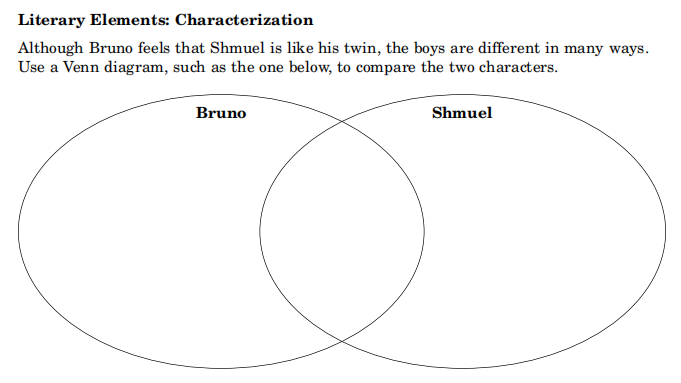 Literary Elements: Characterization
Although Bruno feels that Shmuel is like his twin, the boys are different in many ways.
Use a Venn diagram, such as the one below, to compare the two characters.
Bruno
Shmuel